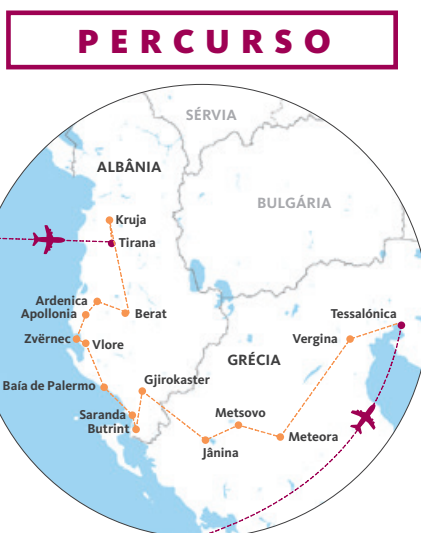 PERCURSO
SÉRVIA
ALBÂNIA
BULGÁRIA
Kruja
Tirana
Ardenica
Apollonia
Berat
Tessalónica
Zvërnec
Vlore
Vergina
GRÉCIA
Baía de Palermo
Gjirokaster
Saranda
Metsovo
Butrint
Meteora
Jânina